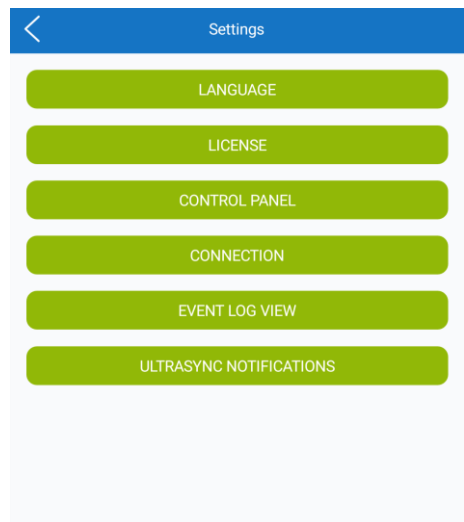 Settings
LANGUAGE
LICENSE
CONTROL PANEL
CONNECTION
EVENT LOG VIEW
ULTRASYNC NOTIFICATIONS